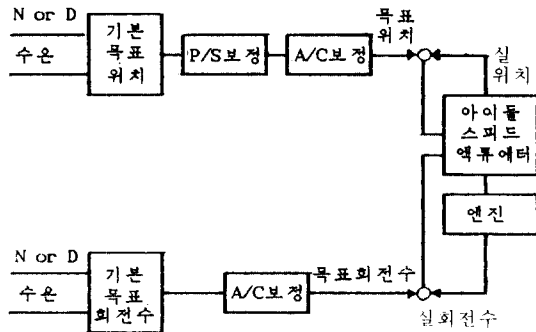 N or D
수온
기본
목표
위치
P/S보정
A/C보정
목표
위치
실
위치
아이들
스피드
액류에터
엔진
N or D
수온
기본
목표
회전수
A/C보정
목표회전수
실회전수